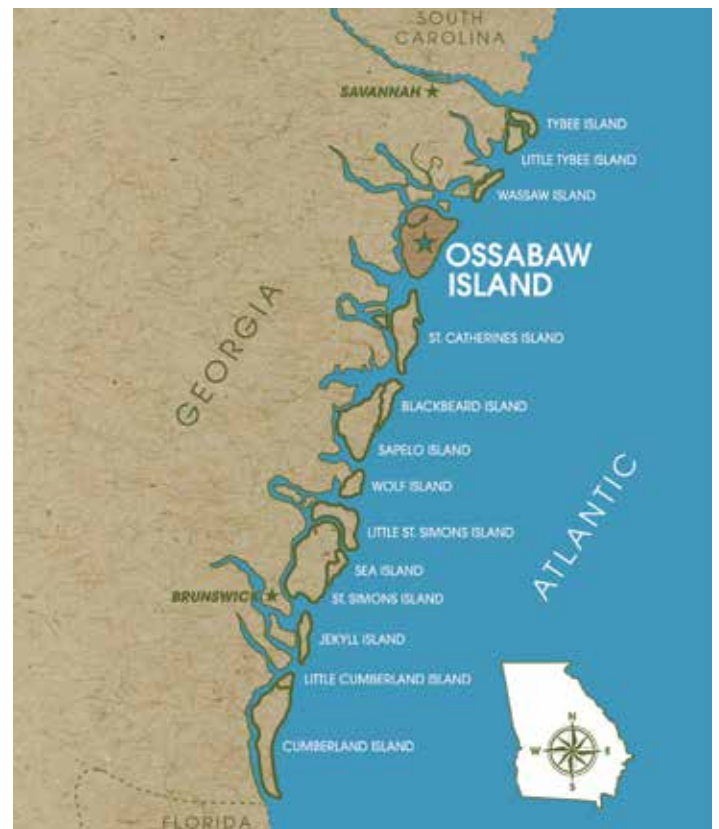 SOUTH
CAROLINA
SAVANNAH
TYBEE ISLAND
LITTLE TYBEE ISLAND
WASSAW ISLAND
OSSABAW
ISLAND
GEORGIA
ST. CATHERINES ISLAND
BLACKBEARD ISLAND
SAPELO ISLAND
WOLF ISLAND
ATLANTIC
LITTLE ST. SIMONS ISLAND
SEA ISLAND
BRUNSWICK
ST. SIMONS ISLAND
JEKYLL ISLAND
LITTLE CUMBERLAND ISLAND
CUMBERLAND ISLAND
N
W
E
S
FLORIDA